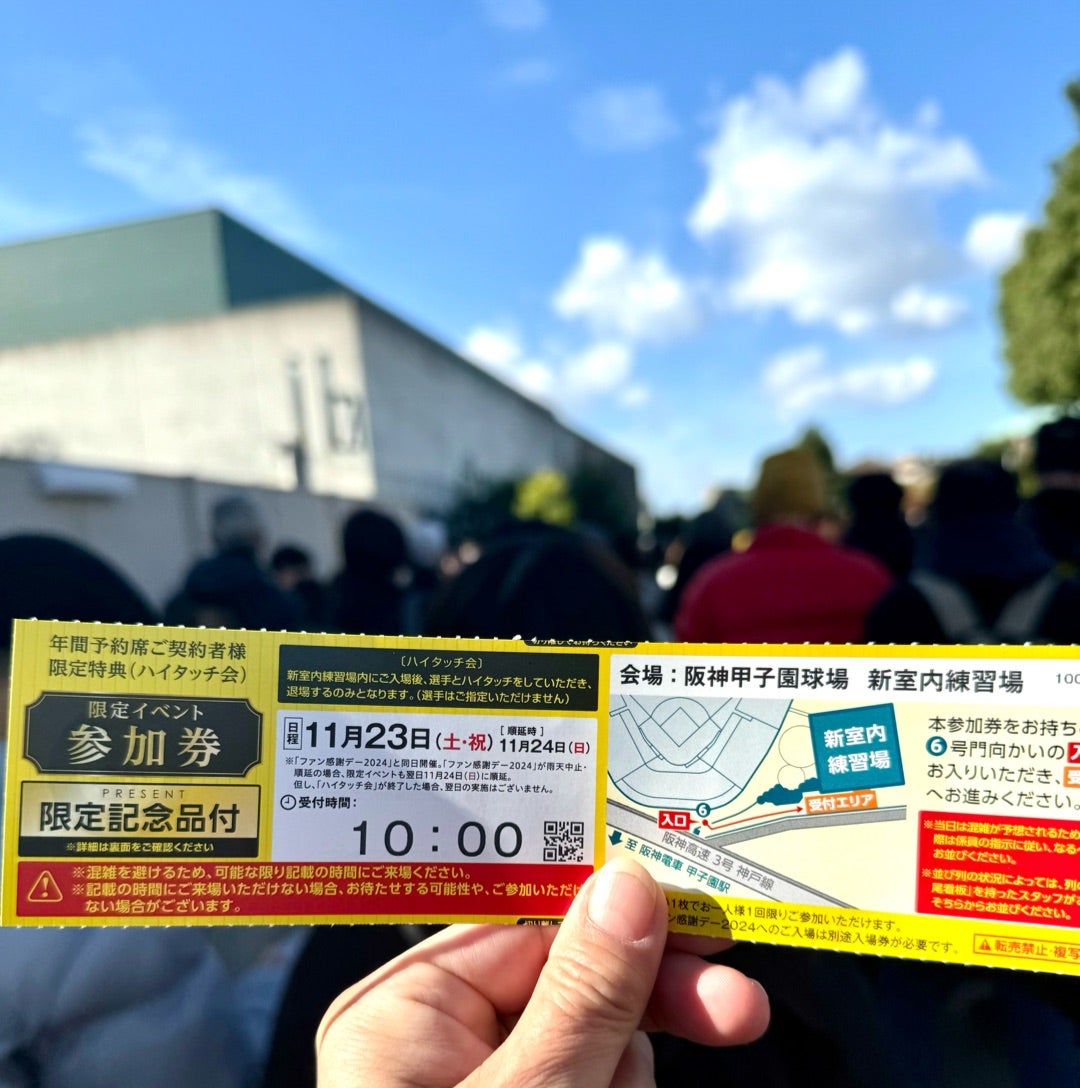 年間予約席ご契約者様
限定特典(ハイタッチ会)
限定イベント
参加券
PRESENT
限定記念品付
※詳細は裏面をご確認ください
〔ハイタッチ会〕
新室内練習場内にご入場後、選手とハイタッチをしていただき、
退場するのみとなります。(選手はご指定いただけません)
日程
11月23日(土・祝)
[順延時]
11月24日(日)
※「ファン感謝デー2024」と同日開催。「ファン感謝デー2024」が雨天中止・
順延の場合、限定イベントも翌日11月24日(日)に順延。
但し、「ハイタッチ会」が終了した場合、翌日の実施はございません。
受付時間:
10:00
※混雑を避けるため、可能な限り記載の時間にご来場ください。
※記載の時間にご来場いただけない場合、お待たせする可能性や、ご参加いただけ
ない場合がございます。
会場:阪神甲子園球場 新室内練習場
100
新室内
練習場
6
入口
受付エリア
阪神高速 3号 神戸線
至 阪神電車 甲子園駅
本参加券をお持ち
6号門向かいの
お入りいただき、
へお進みください。
※当日は混雑が予想されるため
際は係員の指示に従い、なるべ
お並びください。
※並び列の状況によっては、列の
尾看板」を持ったスタッフが
そちらからお並びください。
1枚でお一人様1回限りご参加いただけます。
ン感謝デー2024へのご入場は別途入場券が必要です。
転売禁止・複写